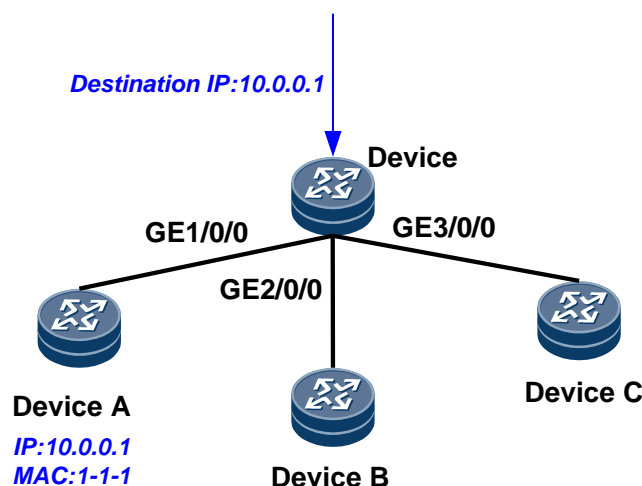 Destination IP:10.0.0.1
Device
GE1/0/0
GE3/0/0
GE2/0/0
Device A
Device C
IP:10.0.0.1
MAC:1-1-1
Device B